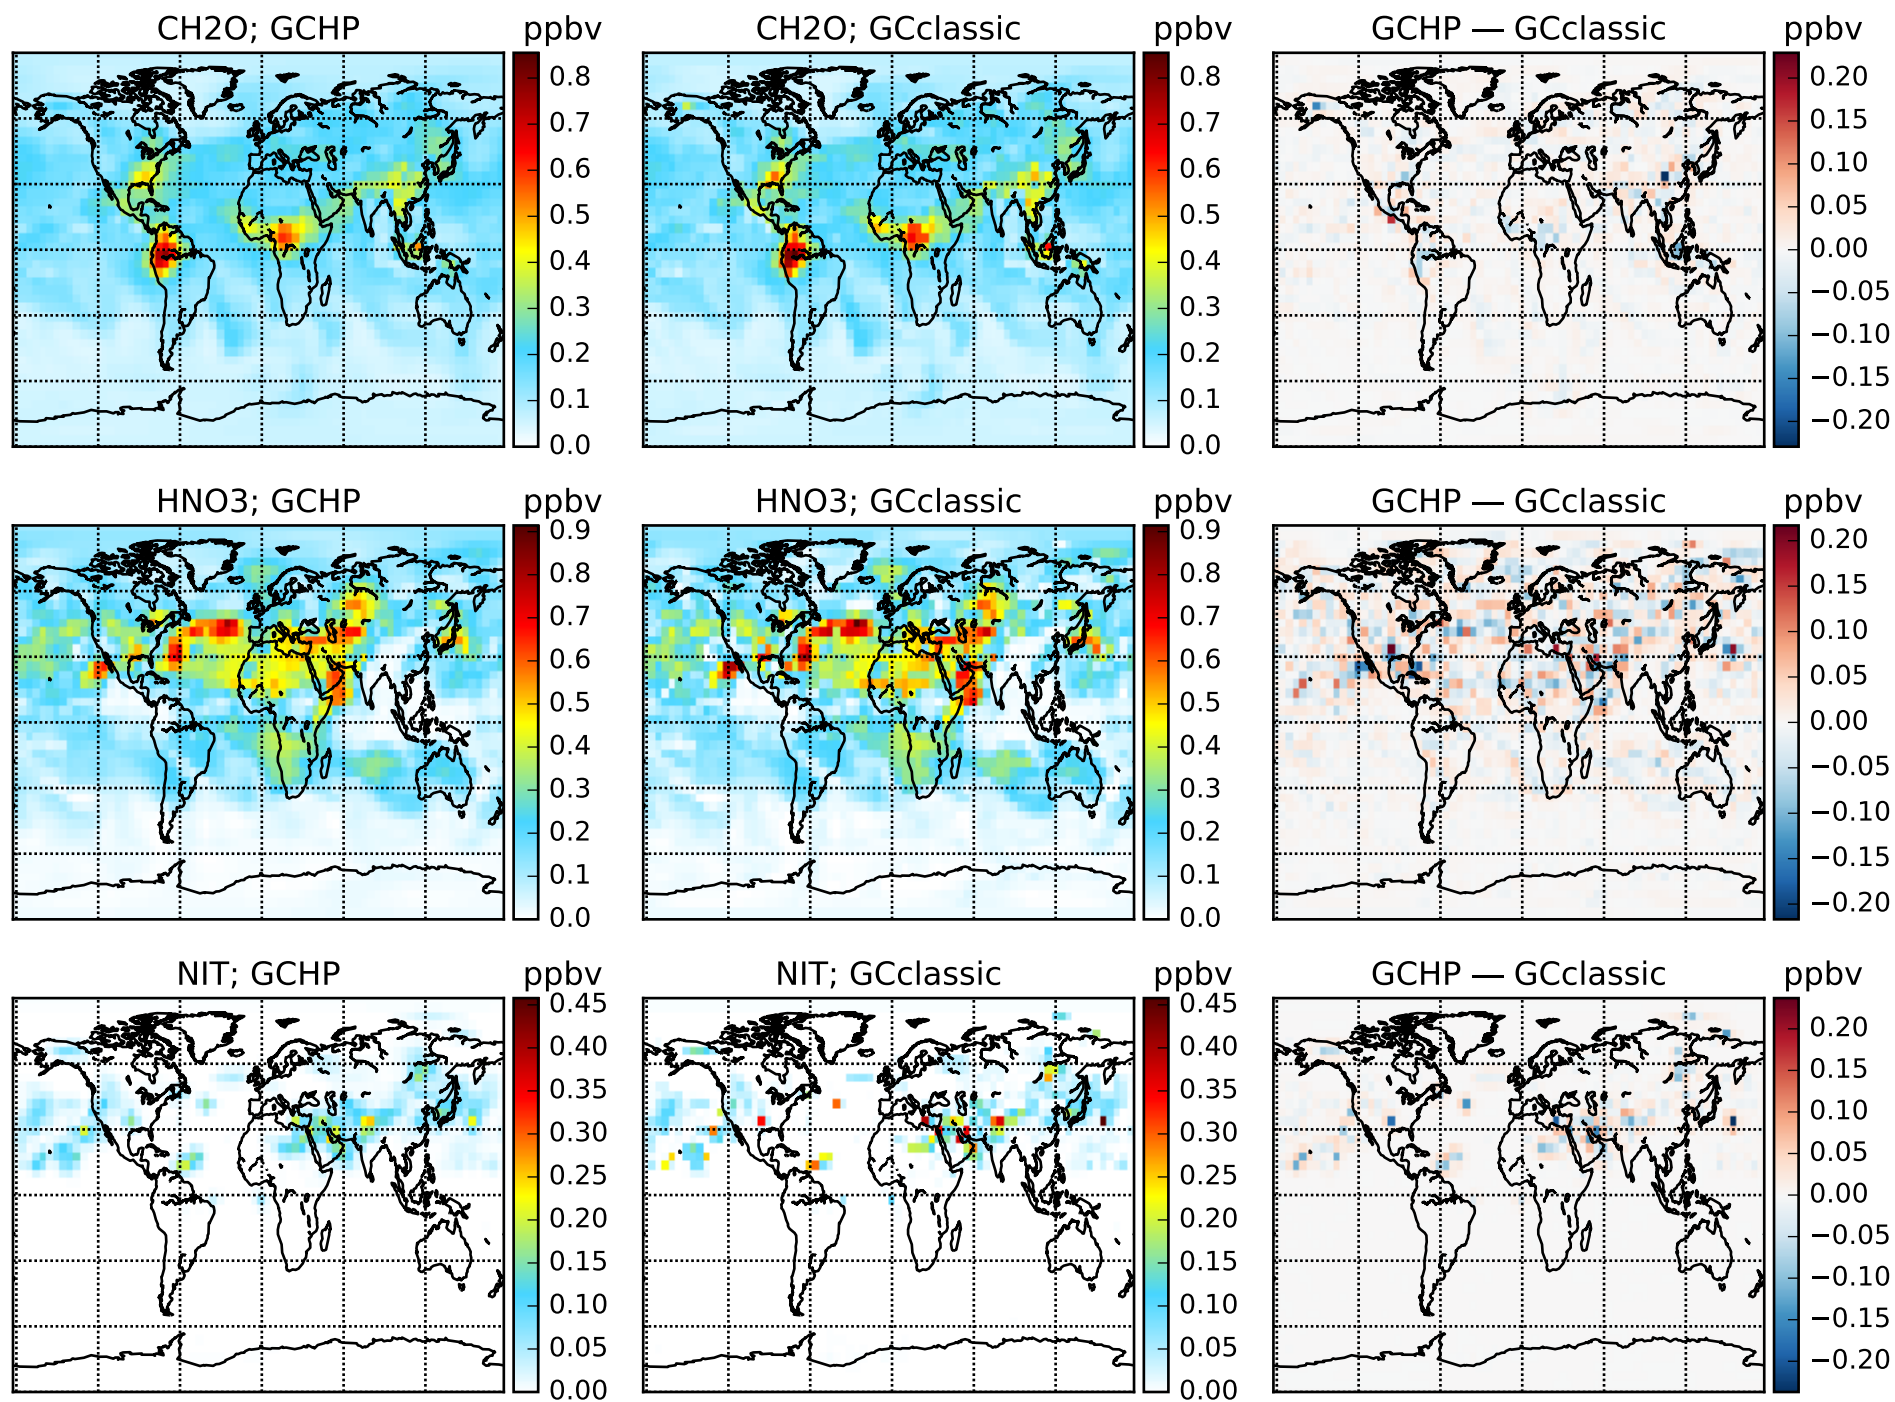 CH2O; GCHP ppbv CH2O; GCclassic ppbv GCHP — GCclassic ppbv
0.8 0.8 0.20
0.7 0.7 0.15
0.6 0.6 0.10
0.5 0.5 0.05
0.4 0.4 0.00
0.3 0.3 −0.05
0.2 0.2 −0.10
0.1 0.1 −0.15
0.0 0.0 −0.20
HNO3; GCHP ppbv HNO3; GCclassic ppbv GCHP — GCclassic ppbv
0.9 0.9 0.20
0.8 0.8 0.15
0.7 0.7 0.10
0.6 0.6 0.05
0.5 0.5 0.00
0.4 0.4 −0.05
0.3 0.3 −0.10
0.2 0.2 −0.15
0.1 0.1 −0.20
0.0 0.0
NIT; GCHP ppbv NIT; GCclassic ppbv GCHP — GCclassic ppbv
0.45 0.45 0.20
0.40 0.40 0.15
0.35 0.35 0.10
0.30 0.30 0.05
0.25 0.25 0.00
0.20 0.20 −0.05
0.15 0.15 −0.10
0.10 0.10 −0.15
0.05 0.05 −0.20
0.00 0.00